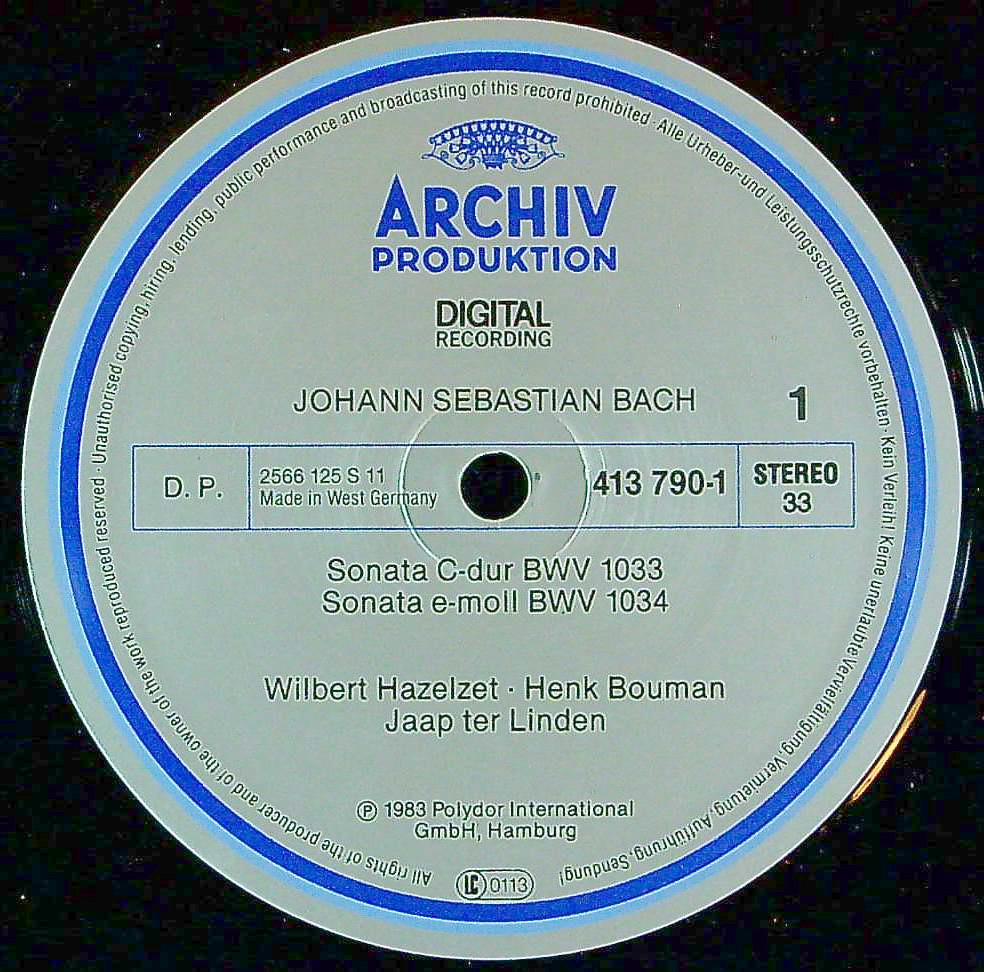 ARCHIV
PRODUKTION
DIGITAL
RECORDING
JOHANN SEBASTIAN BACH
1
D. P.
2566 125 S 11
Made in West Germany
413 790-1
STEREO
33
Sonata C-dur BWV 1033
Sonata e-moll BWV 1034
Wilbert Hazelzet · Henk Bouman
Jaap ter Linden
℗ 1983 Polydor International
GmbH, Hamburg
LC 0113
All rights of the producer and of the owner of the work reproduced reserved · Unauthorised copying, hiring, lending, public performance and broadcasting of this record prohibited · Alle Urheber- und Leistungsschutzrechte vorbehalten · Kein Verleih! Keine unerlaubte Vervielfältigung, Vermietung, Aufführung, Sendung!